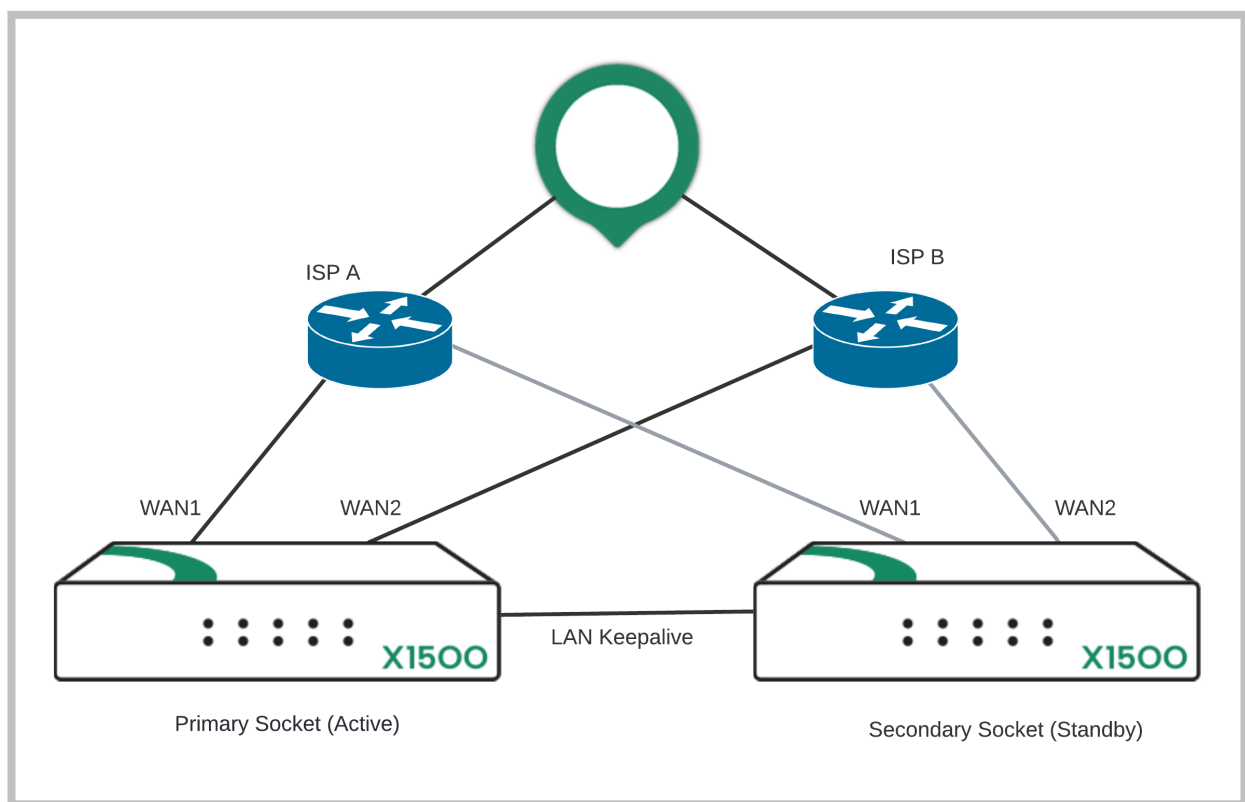 ISP A
ISP B
WAN1
WAN2
WAN1
WAN2
LAN Keepalive
X1500
X1500
Primary Socket (Active)
Secondary Socket (Standby)